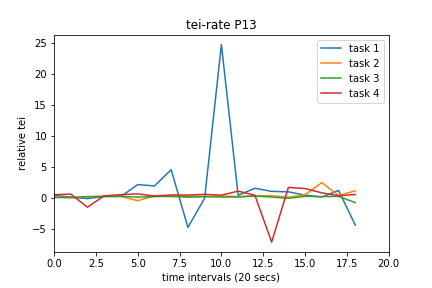 tei-rate P13
25
20
15
10
5
0
−5
relative tei
task 1
task 2
task 3
task 4
0.0 2.5 5.0 7.5 10.0 12.5 15.0 17.5 20.0
time intervals (20 secs)